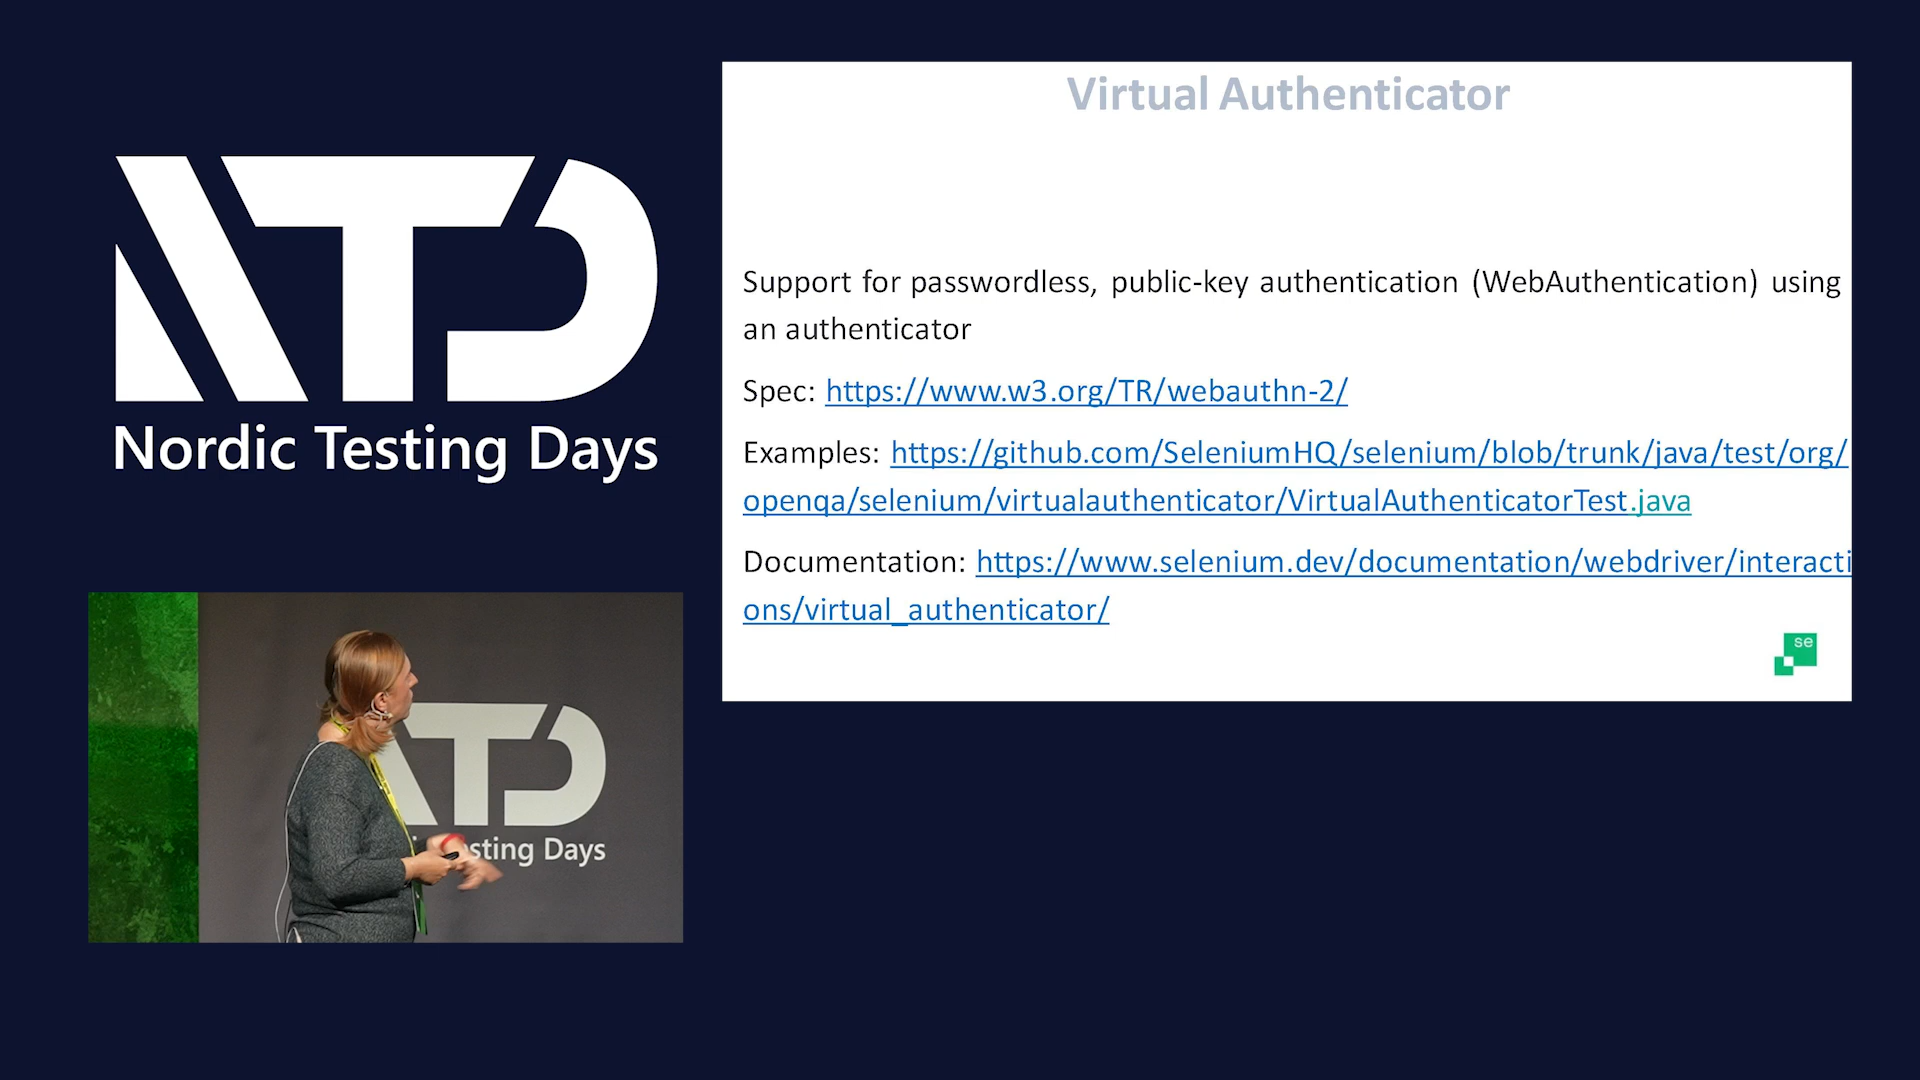 NTD
Nordic Testing Days
Virtual Authenticator
Support for passwordless, public-key authentication (WebAuthentication) using
an authenticator
Spec: https://www.w3.org/TR/webauthn-2/
Examples: https://github.com/SeleniumHQ/selenium/blob/trunk/java/test/org/
openqa/selenium/virtualauthenticator/VirtualAuthenticatorTest.java
Documentation: https://www.selenium.dev/documentation/webdriver/interacti
ons/virtual_authenticator/
se
TD
sting Days